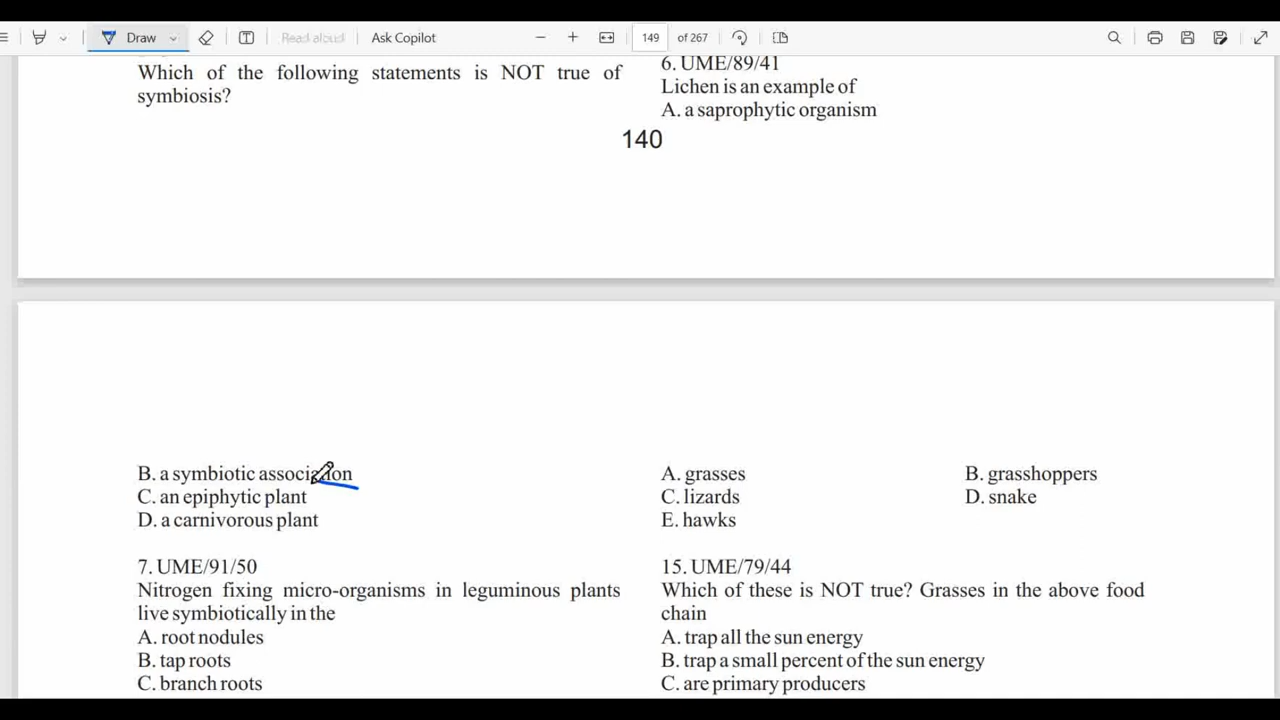 Draw
Read aloud
Ask Copilot
149
of 267
Which of the following statements is NOT true of
symbiosis?
6. UME/89/41
Lichen is an example of
A. a saprophytic organism
140
B. a symbiotic association
C. an epiphytic plant
D. a carnivorous plant
7. UME/91/50
Nitrogen fixing micro-organisms in leguminous plants
live symbiotically in the
A. root nodules
B. tap roots
C. branch roots
A. grasses
B. grasshoppers
C. lizards
D. snake
E. hawks
15. UME/79/44
Which of these is NOT true? Grasses in the above food
chain
A. trap all the sun energy
B. trap a small percent of the sun energy
C. are primary producers